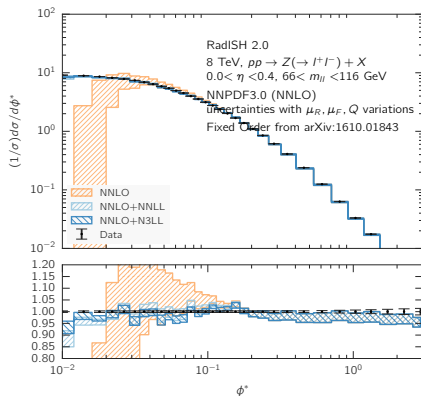 RadISH 2.0
8 TeV, pp → Z(→ l⁺l⁻) + X
0.0< η <0.4, 66< m_ll <116 GeV
NNPDF3.0 (NNLO)
uncertainties with μ_R, μ_F, Q variations
Fixed Order from arXiv:1610.01843
(1/σ)dσ/dϕ*
10²
10¹
10⁰
10⁻¹
10⁻²
NNLO
NNLO+NNLL
NNLO+N3LL
Data
1.20
1.15
1.10
1.05
1.00
0.95
0.90
0.85
0.80
10⁻² 10⁻¹ 10⁰
ϕ*